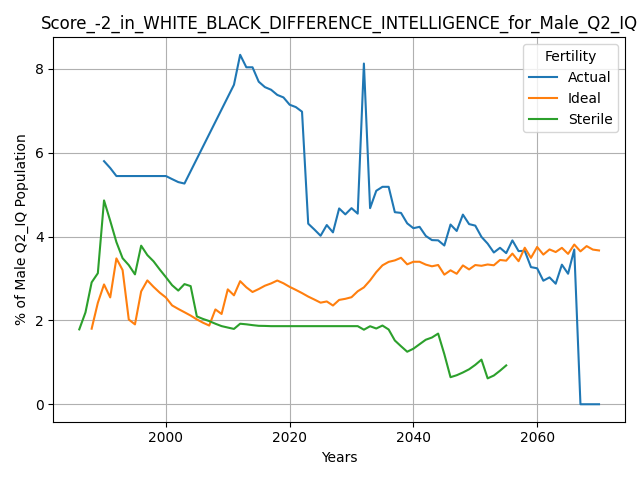 Score_-2_in_WHITE_BLACK_DIFFERENCE_INTELLIGENCE_for_Male_Q2_IQ
Fertility
Actual
Ideal
Sterile
% of Male Q2_IQ Population
8
6
4
2
0
2000 2020 2040 2060
Years